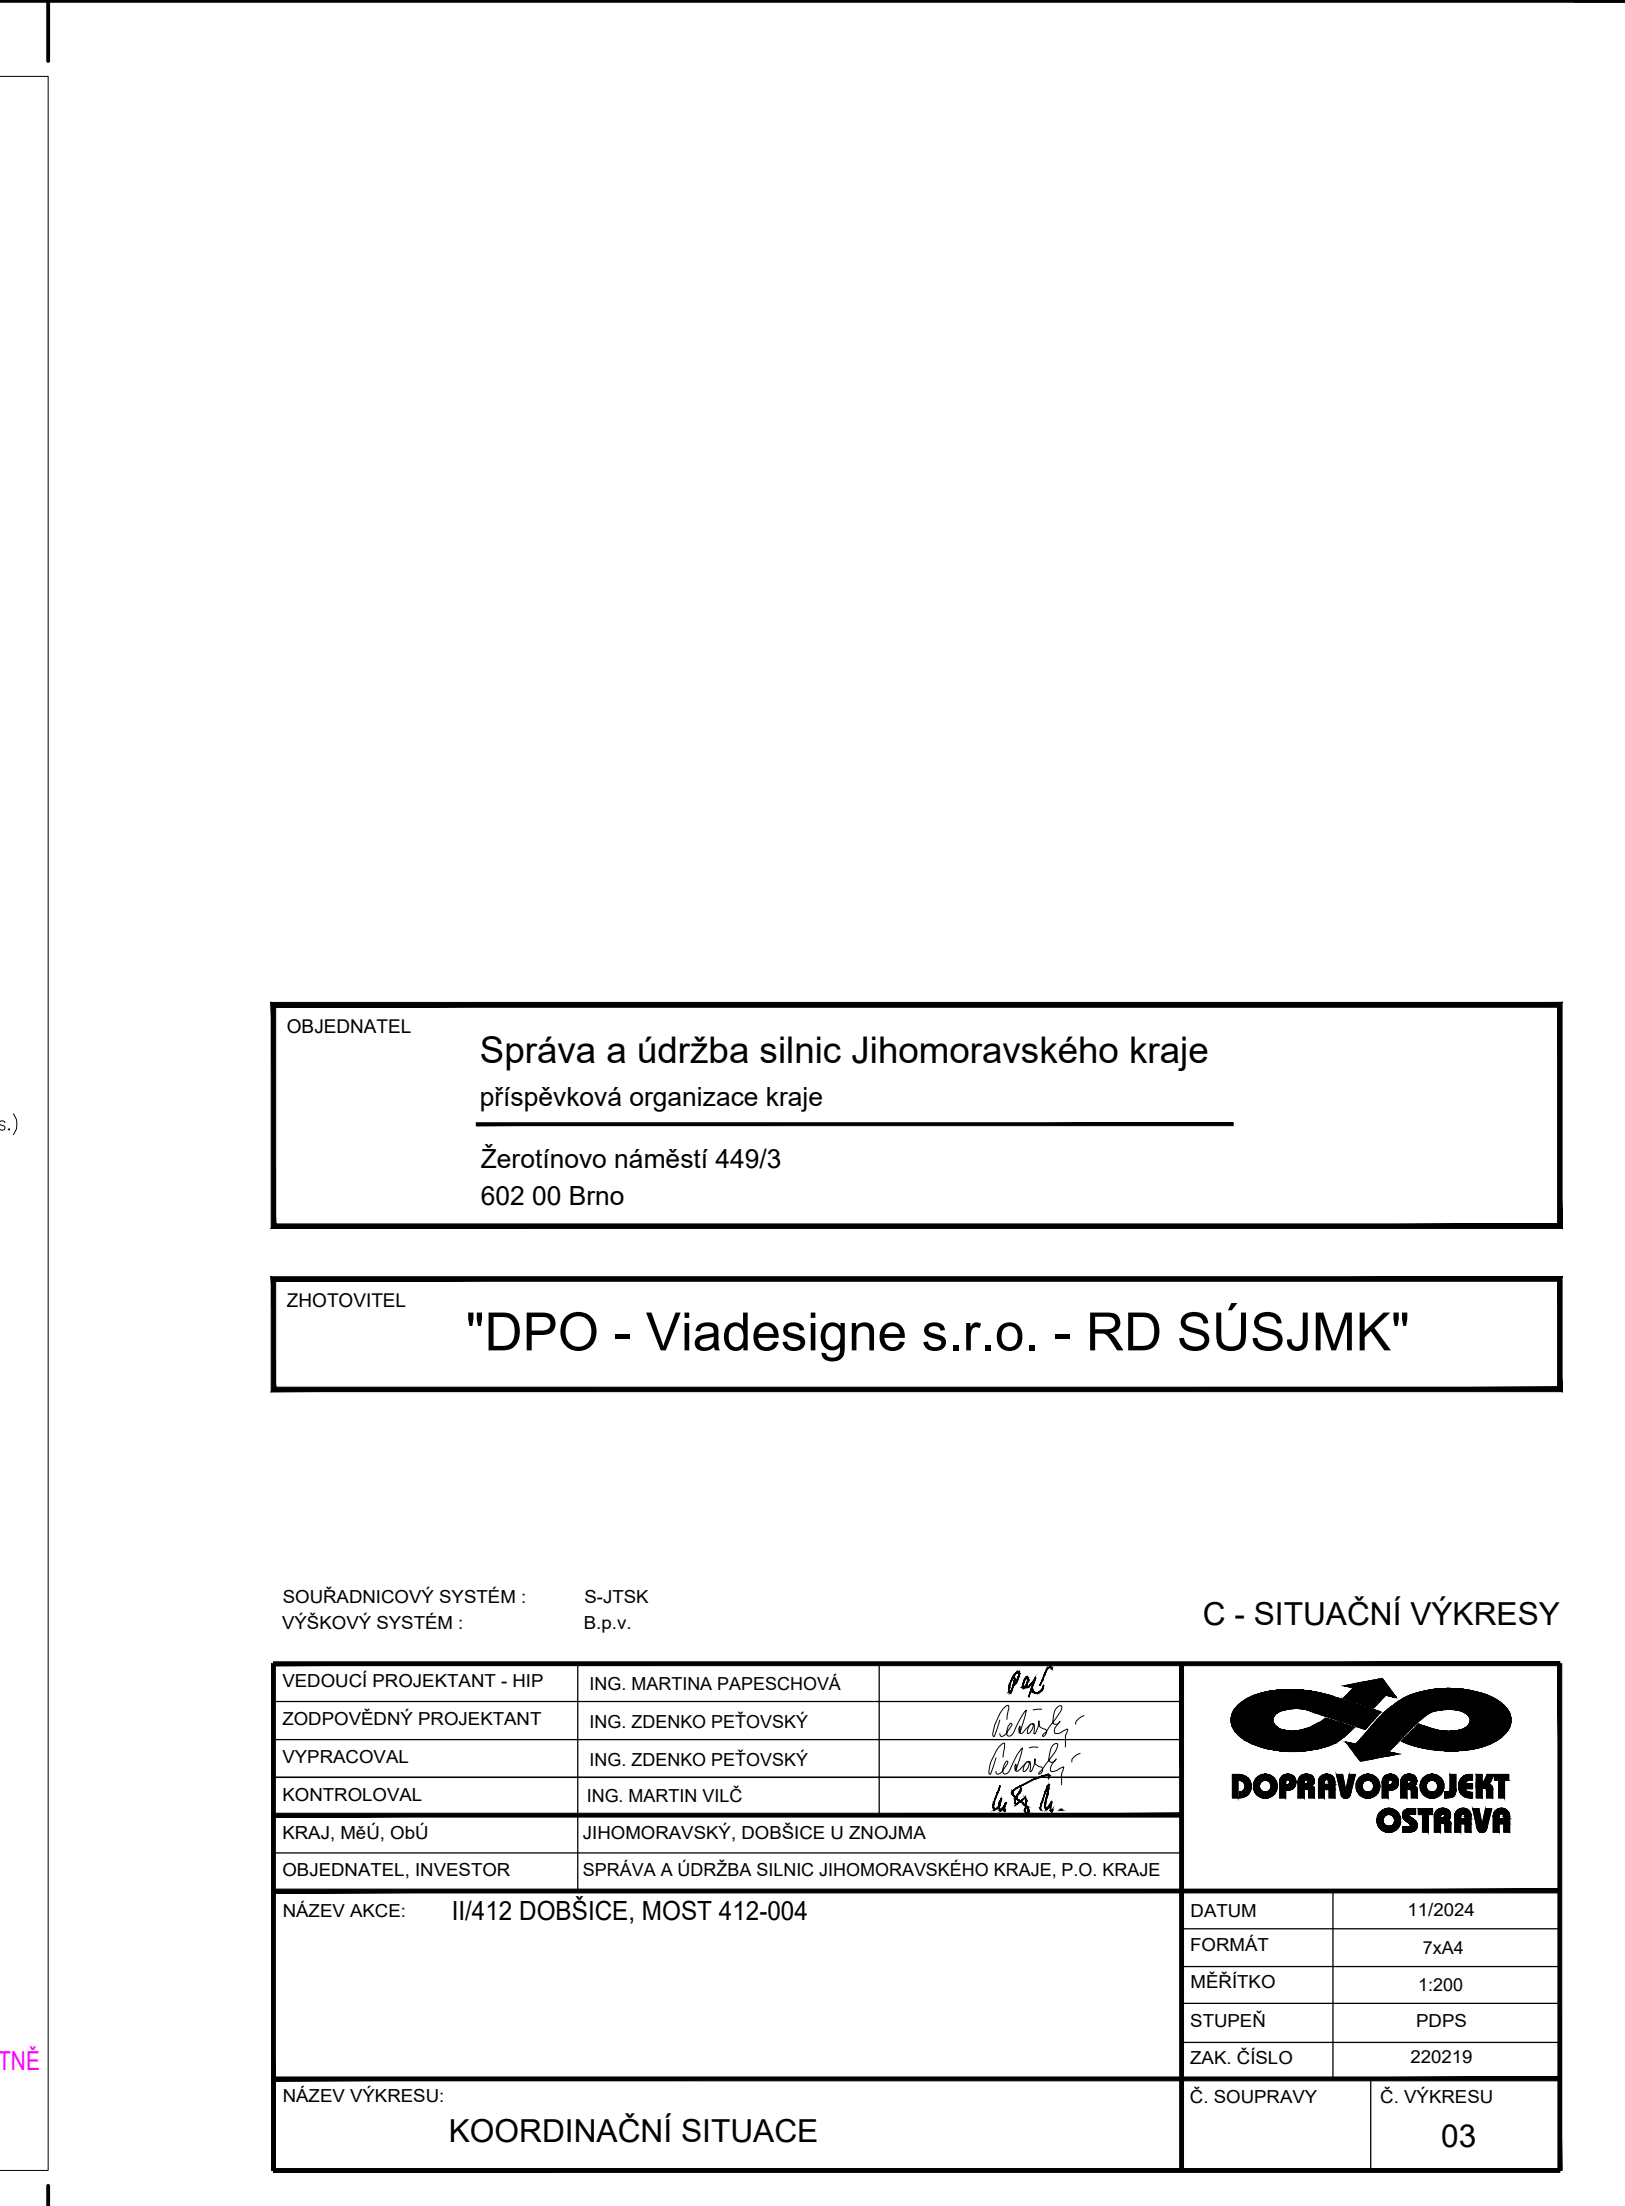 s.)
TNĚ
OBJEDNATEL
Správa a údržba silnic Jihomoravského kraje
příspěvková organizace kraje
Žerotínovo náměstí 449/3
602 00 Brno
ZHOTOVITEL
"DPO - Viadesigne s.r.o. - RD SÚSJMK"
SOUŘADNICOVÝ SYSTÉM : S-JTSK
VÝŠKOVÝ SYSTÉM : B.p.v.
C - SITUAČNÍ VÝKRESY
VEDOUCÍ PROJEKTANT - HIP ING. MARTINA PAPESCHOVÁ
ZODPOVĚDNÝ PROJEKTANT ING. ZDENKO PEŤOVSKÝ
VYPRACOVAL ING. ZDENKO PEŤOVSKÝ
KONTROLOVAL ING. MARTIN VILČ
KRAJ, MěÚ, ObÚ JIHOMORAVSKÝ, DOBŠICE U ZNOJMA
OBJEDNATEL, INVESTOR SPRÁVA A ÚDRŽBA SILNIC JIHOMORAVSKÉHO KRAJE, P.O. KRAJE
DOPRAVOPROJEKT
OSTRAVA
NÁZEV AKCE: II/412 DOBŠICE, MOST 412-004
DATUM 11/2024
FORMÁT 7xA4
MĚŘÍTKO 1:200
STUPEŇ PDPS
ZAK. ČÍSLO 220219
NÁZEV VÝKRESU:
KOORDINAČNÍ SITUACE
Č. SOUPRAVY
Č. VÝKRESU
03